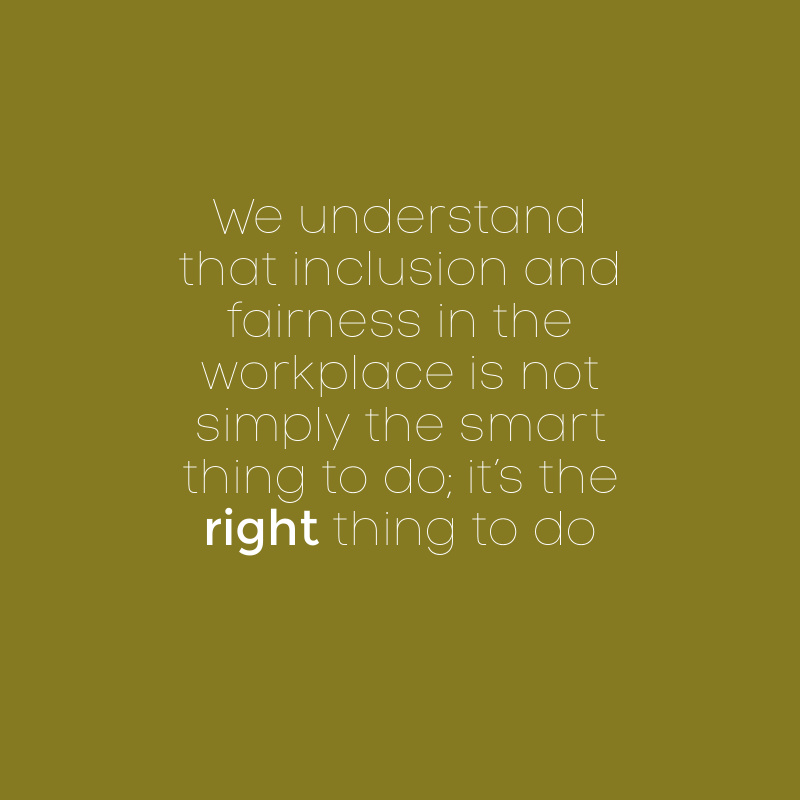 We understand
that inclusion and
fairness in the
workplace is not
simply the smart
thing to do; it’s the
right thing to do